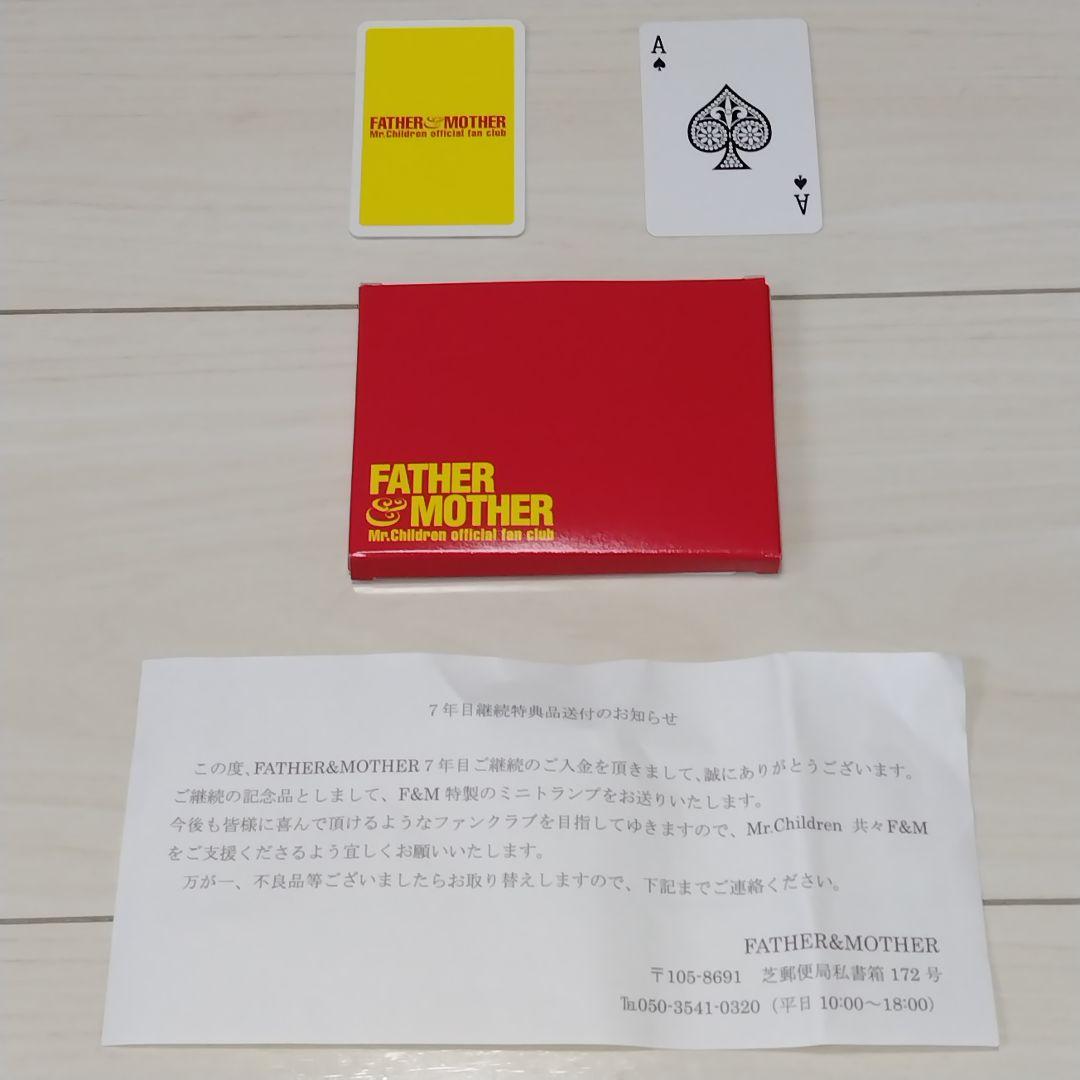 FATHER&MOTHER
Mr.Children official fan club
A
A
FATHER
&MOTHER
Mr.Children official fan club
7年目継続特典品送付のお知らせ
この度、FATHER&MOTHER7年目ご継続のご入金を頂きまして、誠にありがとうございます。
ご継続の記念品としまして、F&M特製のミニトランプをお送りいたします。
今後も皆様に喜んで頂けるようなファンクラブを目指してゆきますので、Mr.Children 共々F&M
をご支援くださるよう宜しくお願いいたします。
万が一、不良品等ございましたらお取り替えしますので、下記までご連絡ください。
FATHER&MOTHER
〒105-8691 芝郵便局私書箱 172 号
℡050-3541-0320（平日 10:00～18:00）